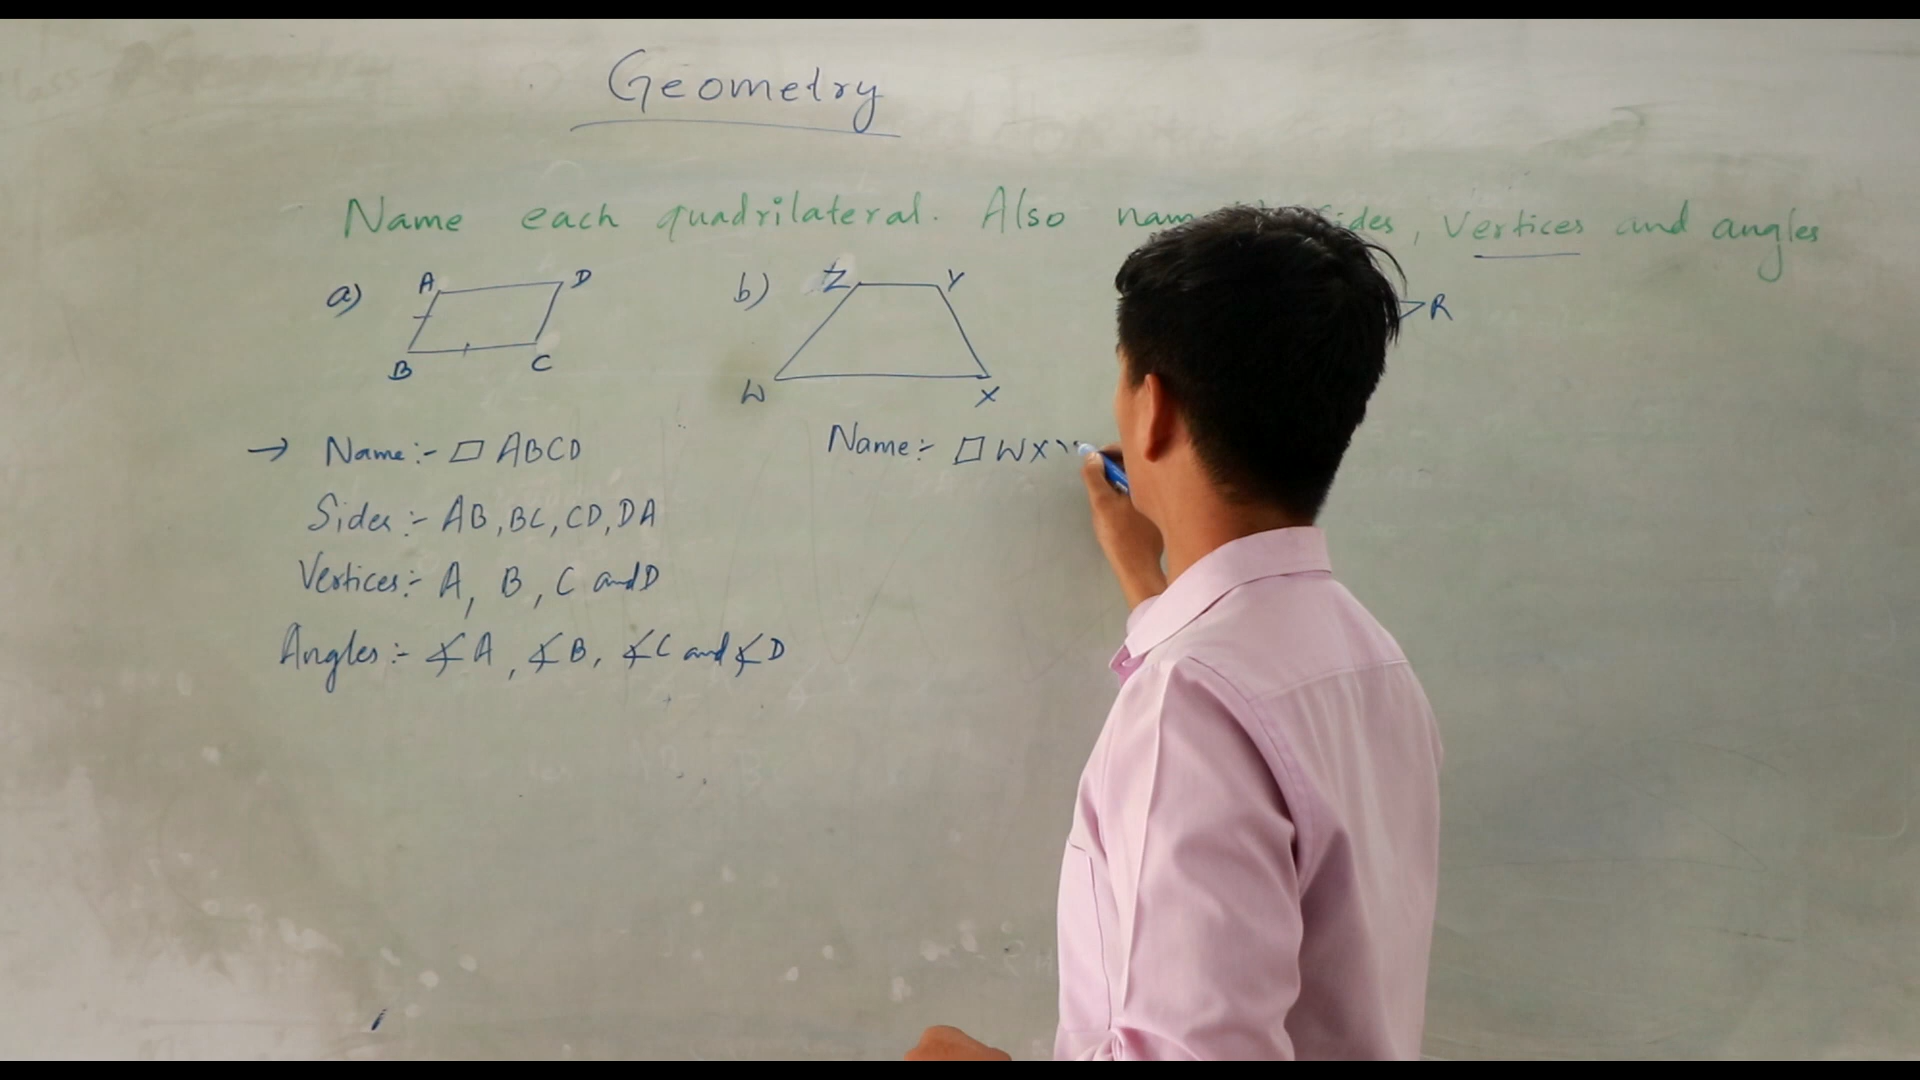 Geometry
Name each quadrilateral. Also sides, vertices and angles
a) A D B C
b) Z Y W X
R
→ Name:- ▱ ABCD
Sides:- AB, BC, CD, DA
Vertices:- A, B, C and D
Angles:- ∡A, ∡B, ∡C and ∡D
Name:- ▱ WX